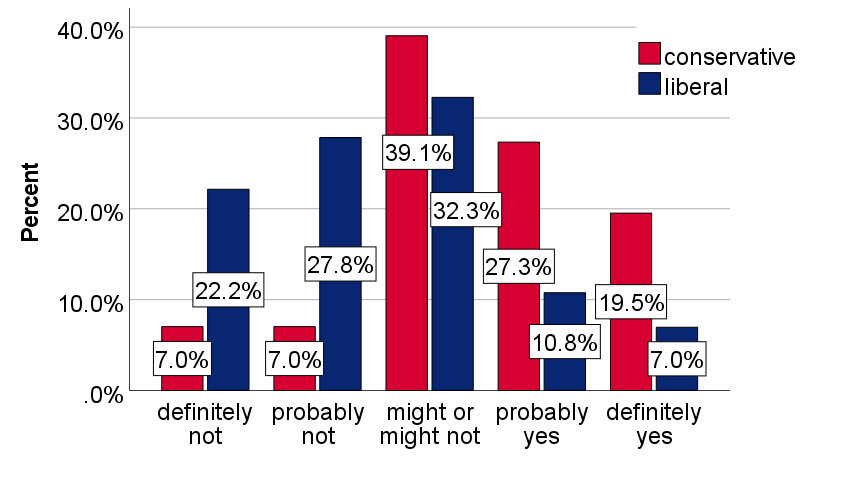 40.0%
30.0%
20.0%
10.0%
.0%
Percent
conservative
liberal
7.0%
22.2%
7.0%
27.8%
39.1%
32.3%
27.3%
10.8%
19.5%
7.0%
definitely
not
probably
not
might or
might not
probably
yes
definitely
yes